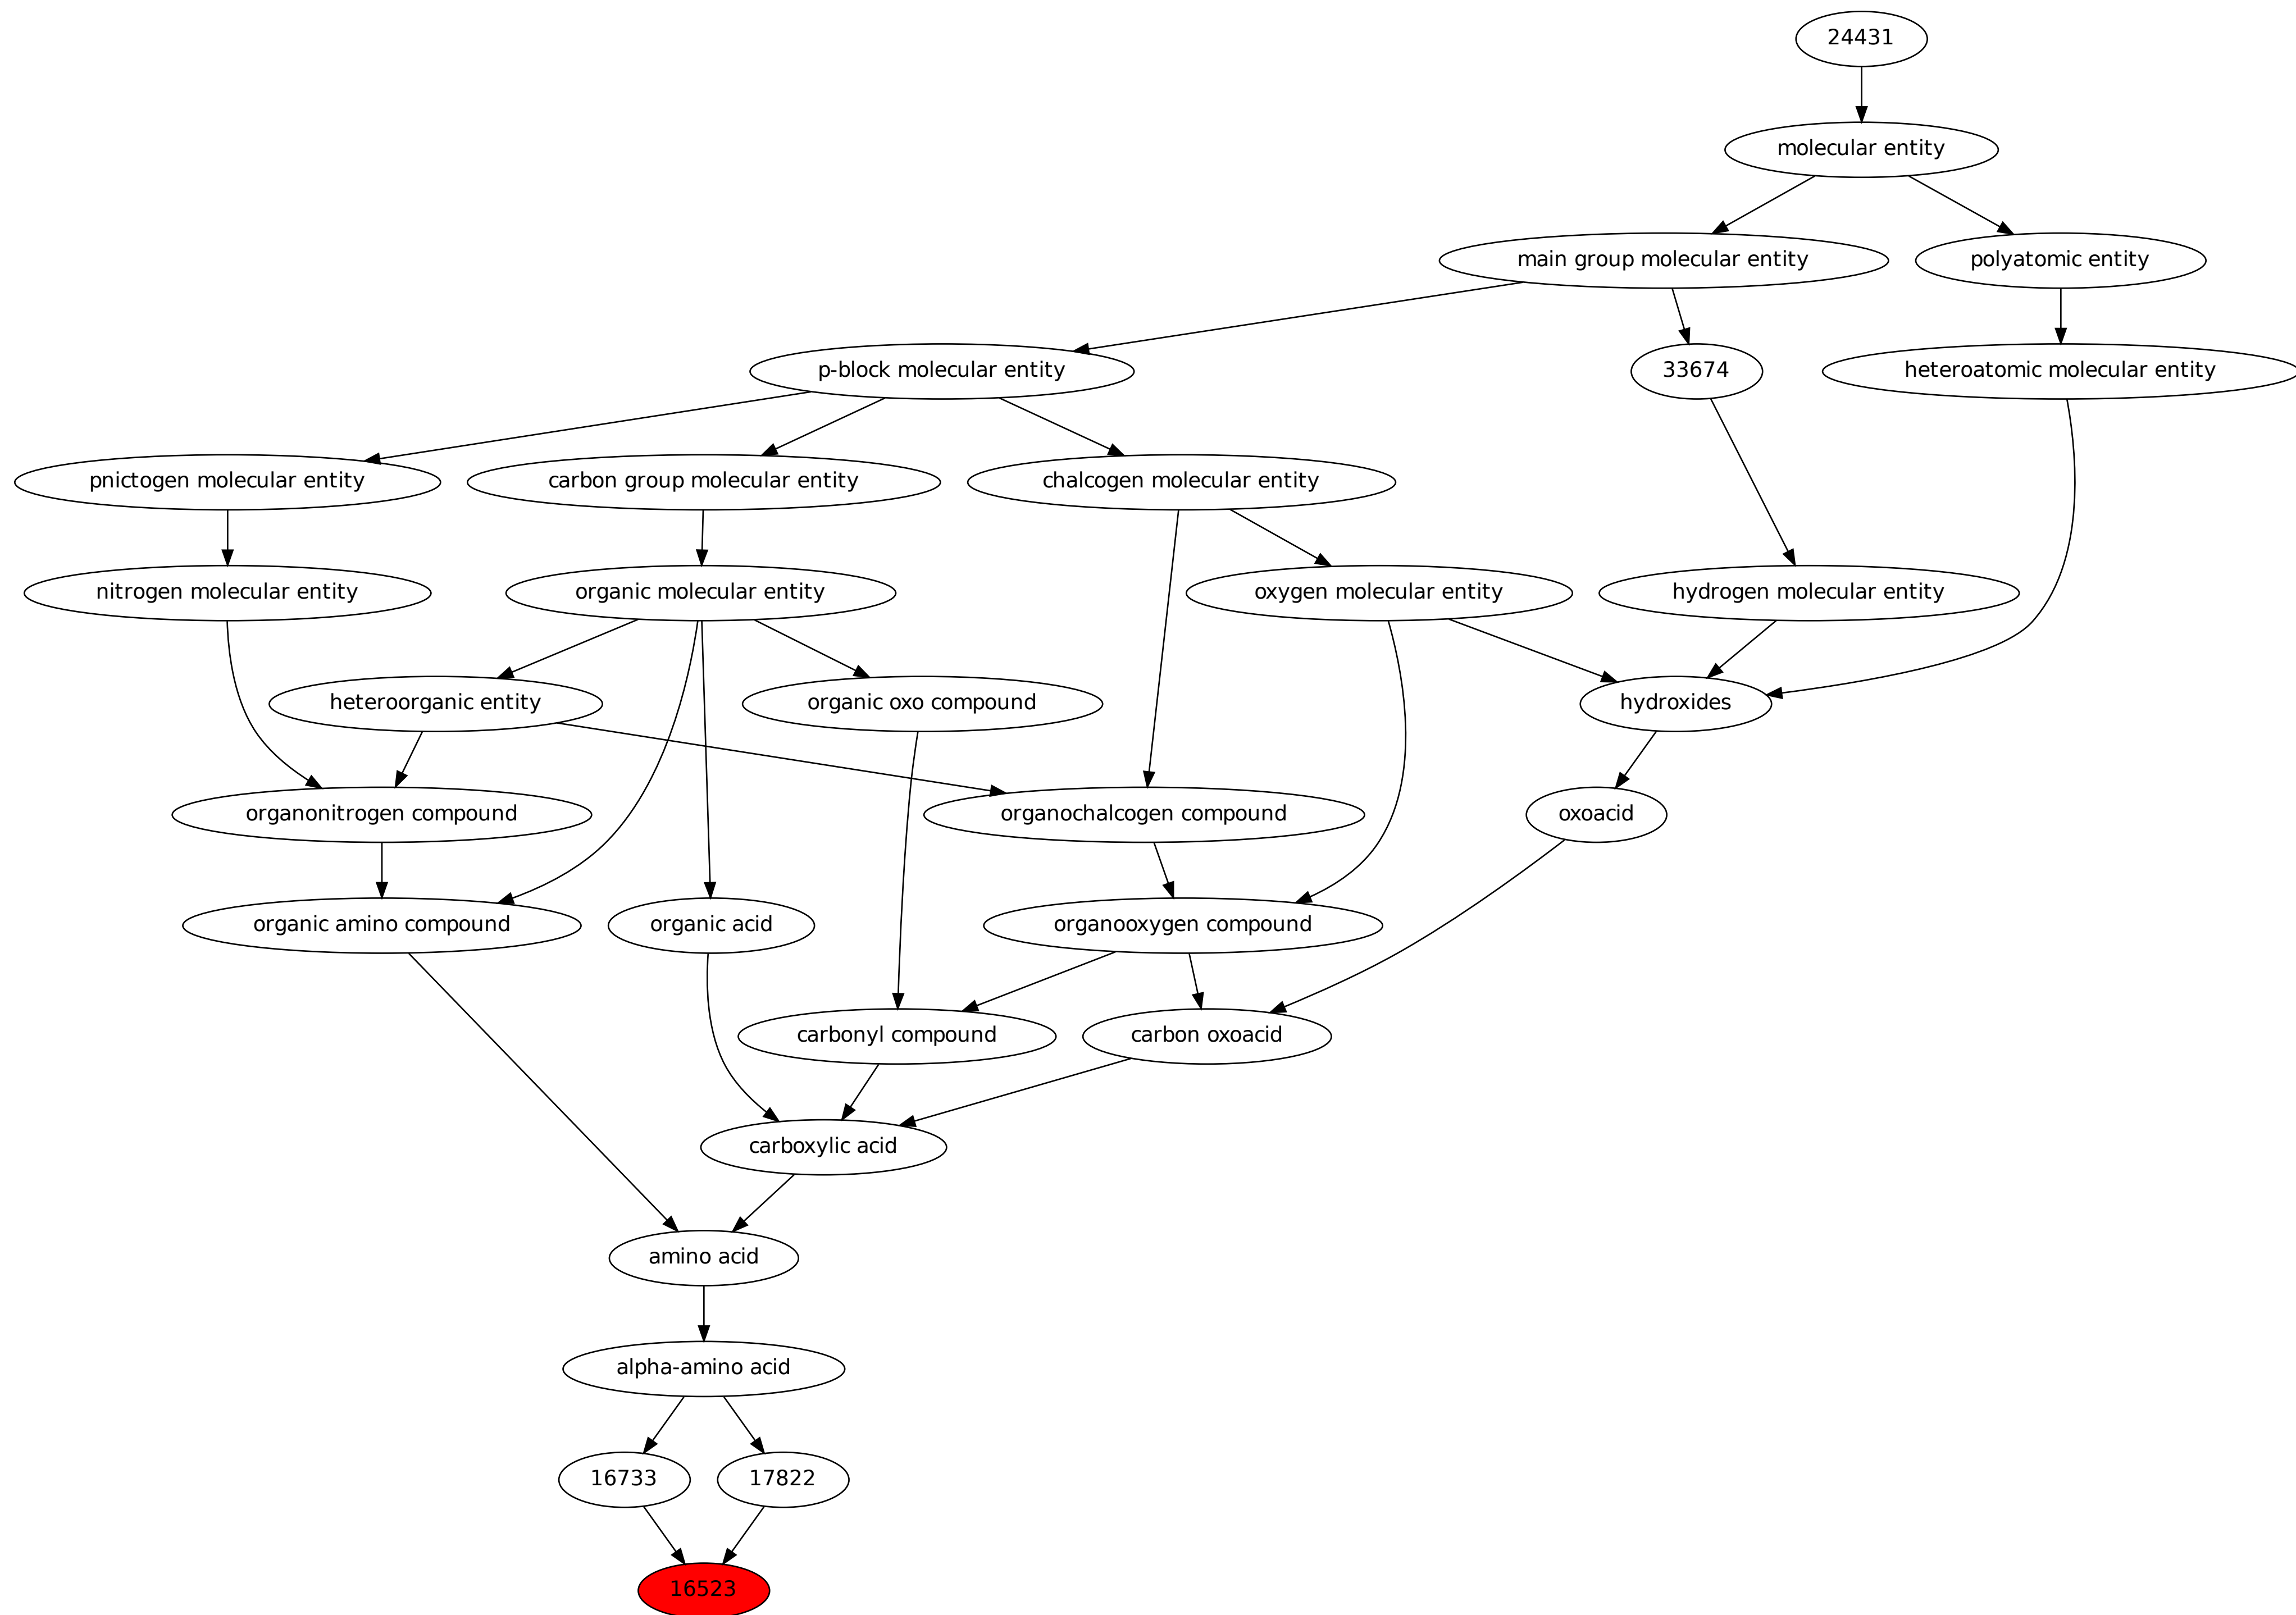 24431
molecular entity
main group molecular entity
polyatomic entity
p-block molecular entity
33674
heteroatomic molecular entity
pnictogen molecular entity
carbon group molecular entity
chalcogen molecular entity
nitrogen molecular entity
organic molecular entity
oxygen molecular entity
hydrogen molecular entity
heteroorganic entity
organic oxo compound
hydroxides
organonitrogen compound
organochalcogen compound
oxoacid
organic amino compound
organic acid
organooxygen compound
carbonyl compound
carbon oxoacid
carboxylic acid
amino acid
alpha-amino acid
16733
17822
16523